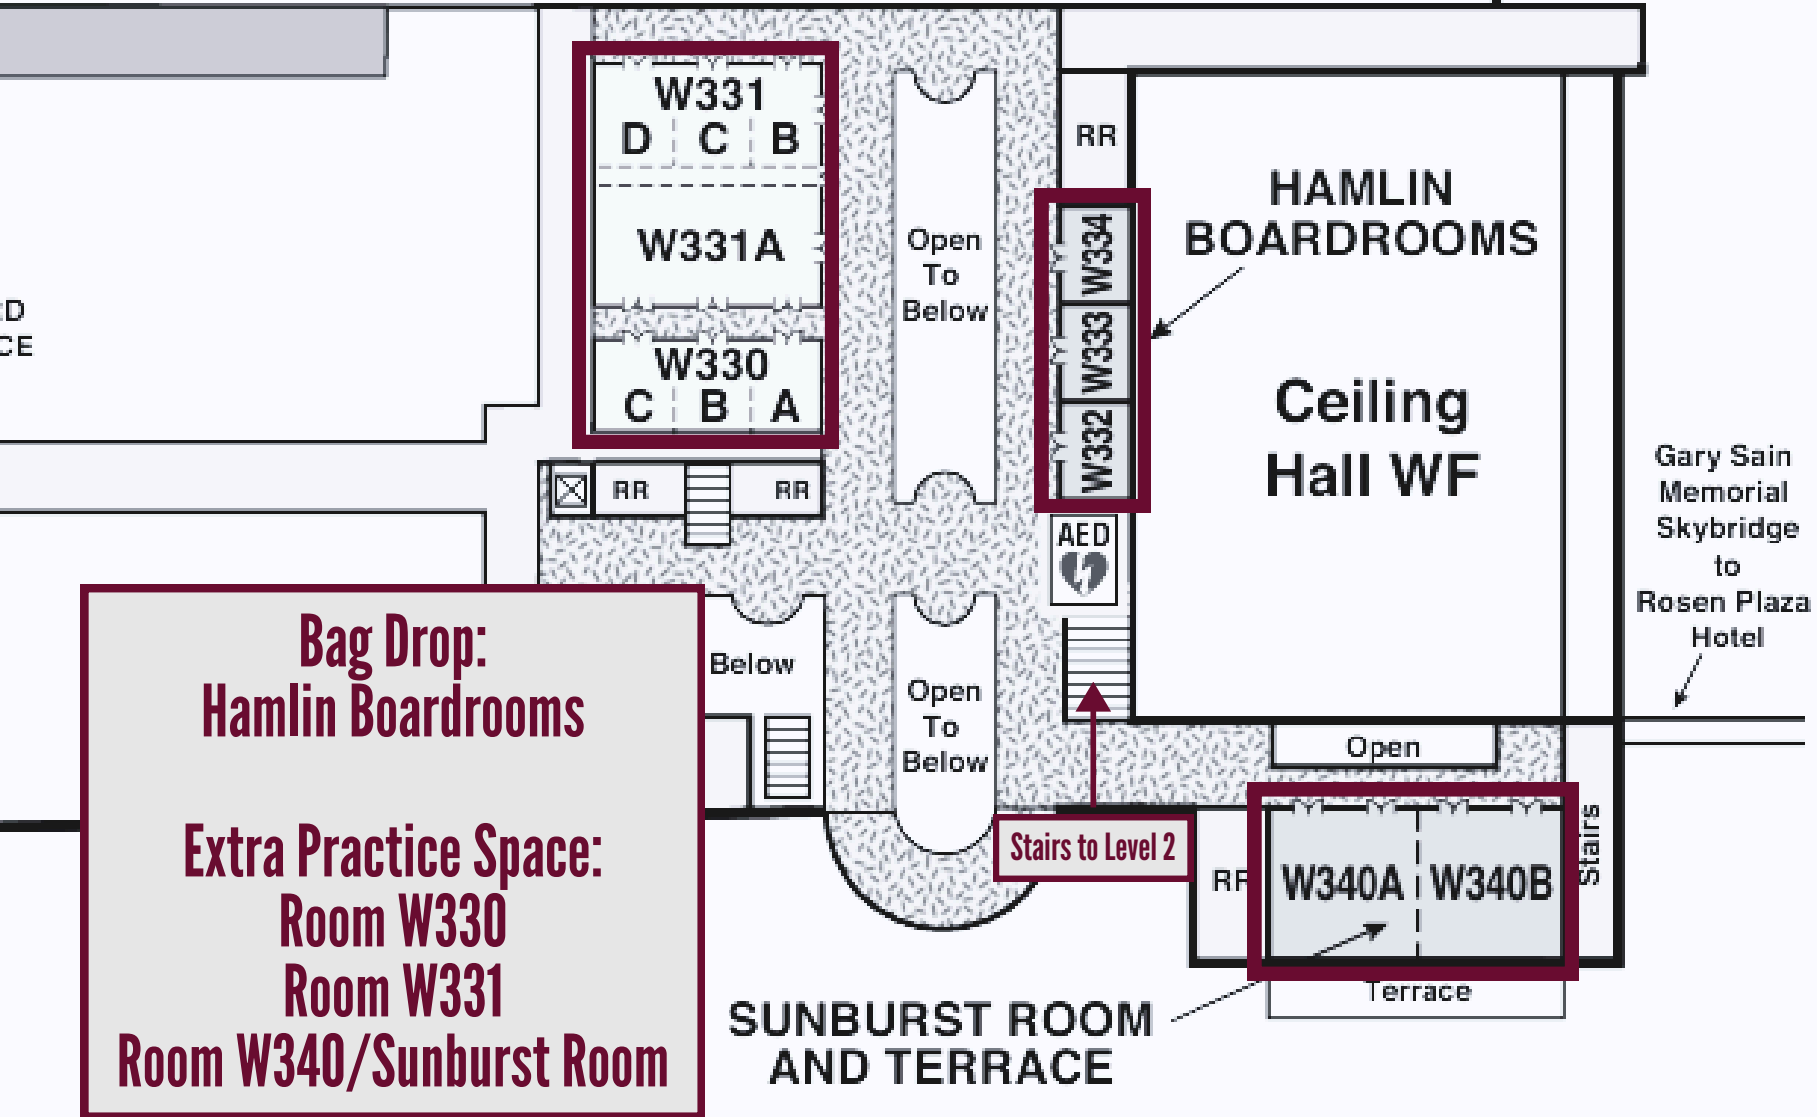 W331
D C B
W331A
W330
C B A
RR RR
RR
Open
To
Below
W334
W333
W332
HAMLIN
BOARDROOMS
Ceiling
Hall WF
AED
Gary Sain
Memorial
Skybridge
to
Rosen Plaza
Hotel
Below
Open
To
Below
Open
Stairs to Level 2
RR
W340A W340B
Stairs
Terrace
SUNBURST ROOM
AND TERRACE
Bag Drop:
Hamlin Boardrooms
Extra Practice Space:
Room W330
Room W331
Room W340/Sunburst Room